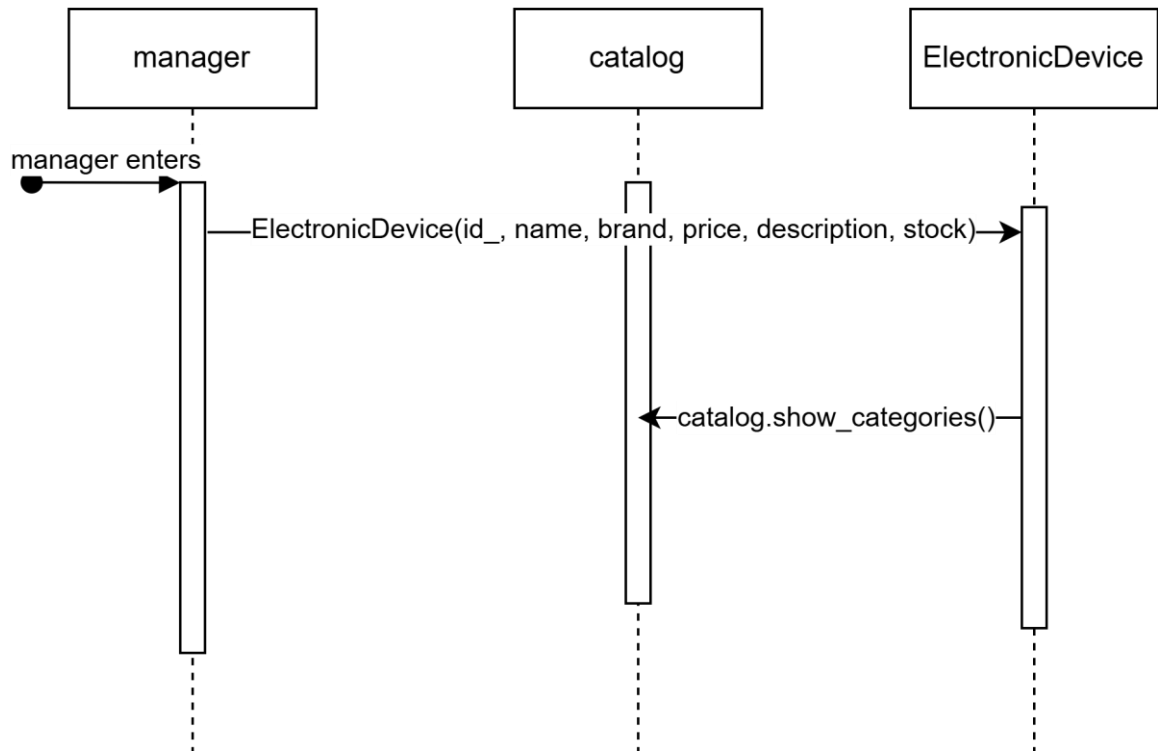 manager
catalog
ElectronicDevice
manager enters
ElectronicDevice(id_, name, brand, price, description, stock)
catalog.show_categories()